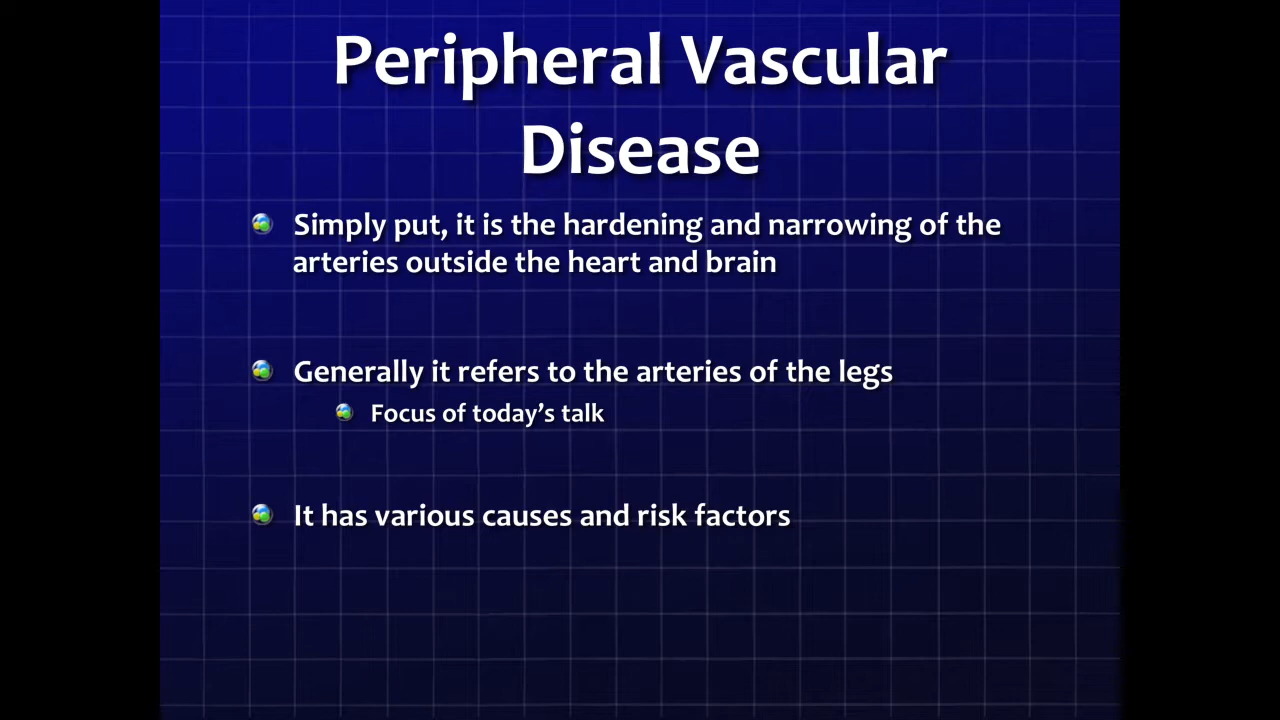 Peripheral Vascular
Disease
Simply put, it is the hardening and narrowing of the
arteries outside the heart and brain
Generally it refers to the arteries of the legs
Focus of today’s talk
It has various causes and risk factors